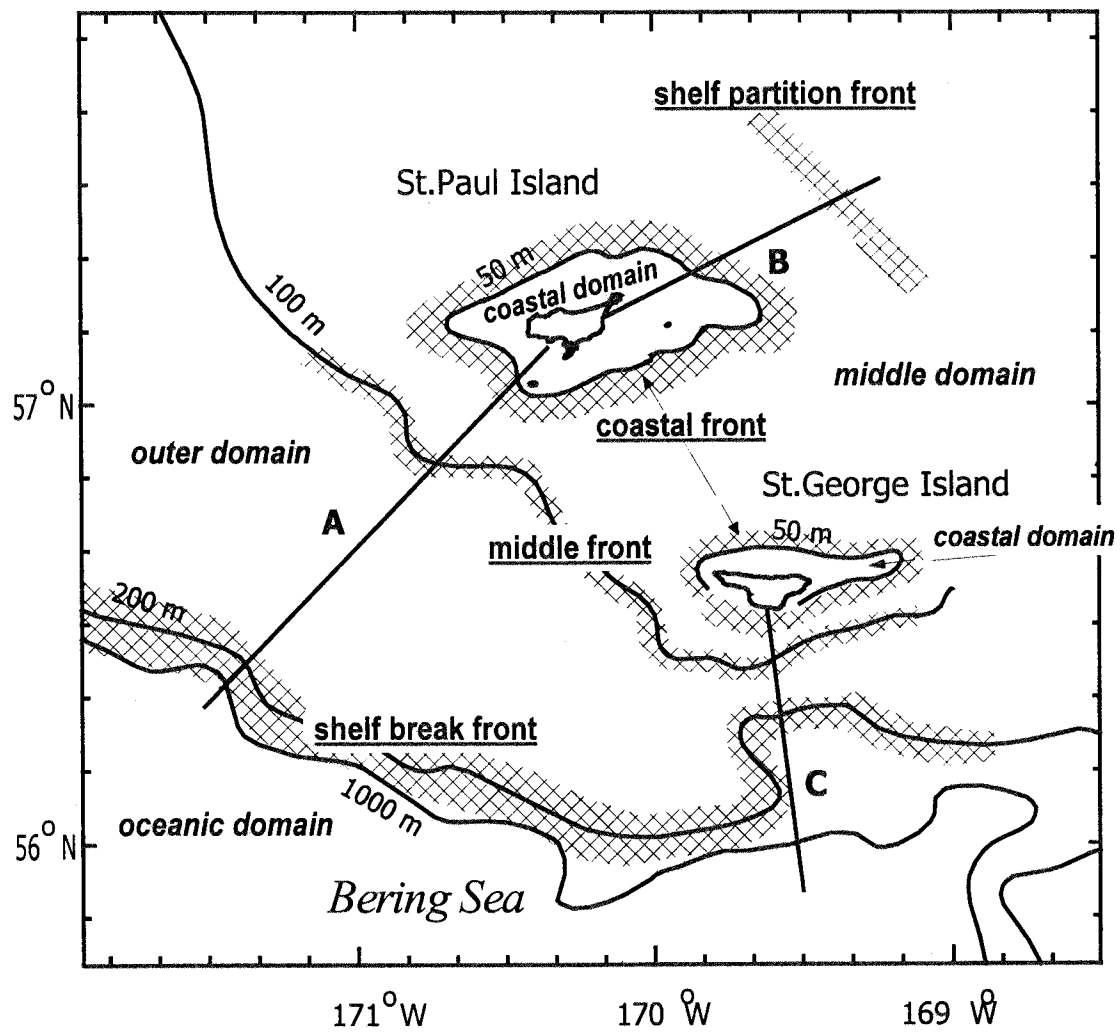 shelf partition front
St.Paul Island
50 m
coastal domain
B
100 m
57° N
middle domain
outer domain
coastal front
St.George Island
A
50 m
coastal domain
middle front
200 m
shelf break front
C
1000 m
oceanic domain
56° N
Bering Sea
171°W
170°W
169°W